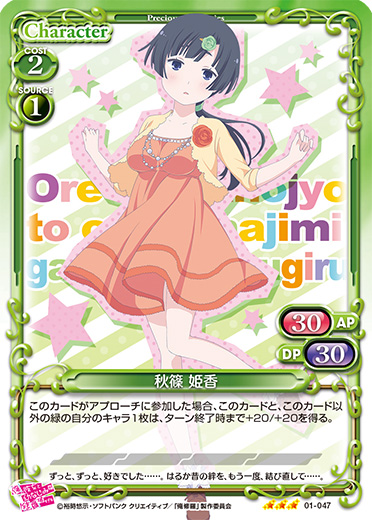 Precious Memories
Character
COST
2
SOURCE
1
Ore
ojyo
to
ajimi
ga
ugiru
30 AP
DP 30
秋篠 姫香
このカードがアプローチに参加した場合、このカードと、このカード以
外の緑の自分のキャラ1枚は、ターン終了時まで+20/+20を得る。
ずっと、ずっと、好きでした……。はるか昔の絆を、もう一度、結び直して……。
©裕時悠示・ソフトバンク クリエイティブ/「俺修羅」製作委員会
01-047